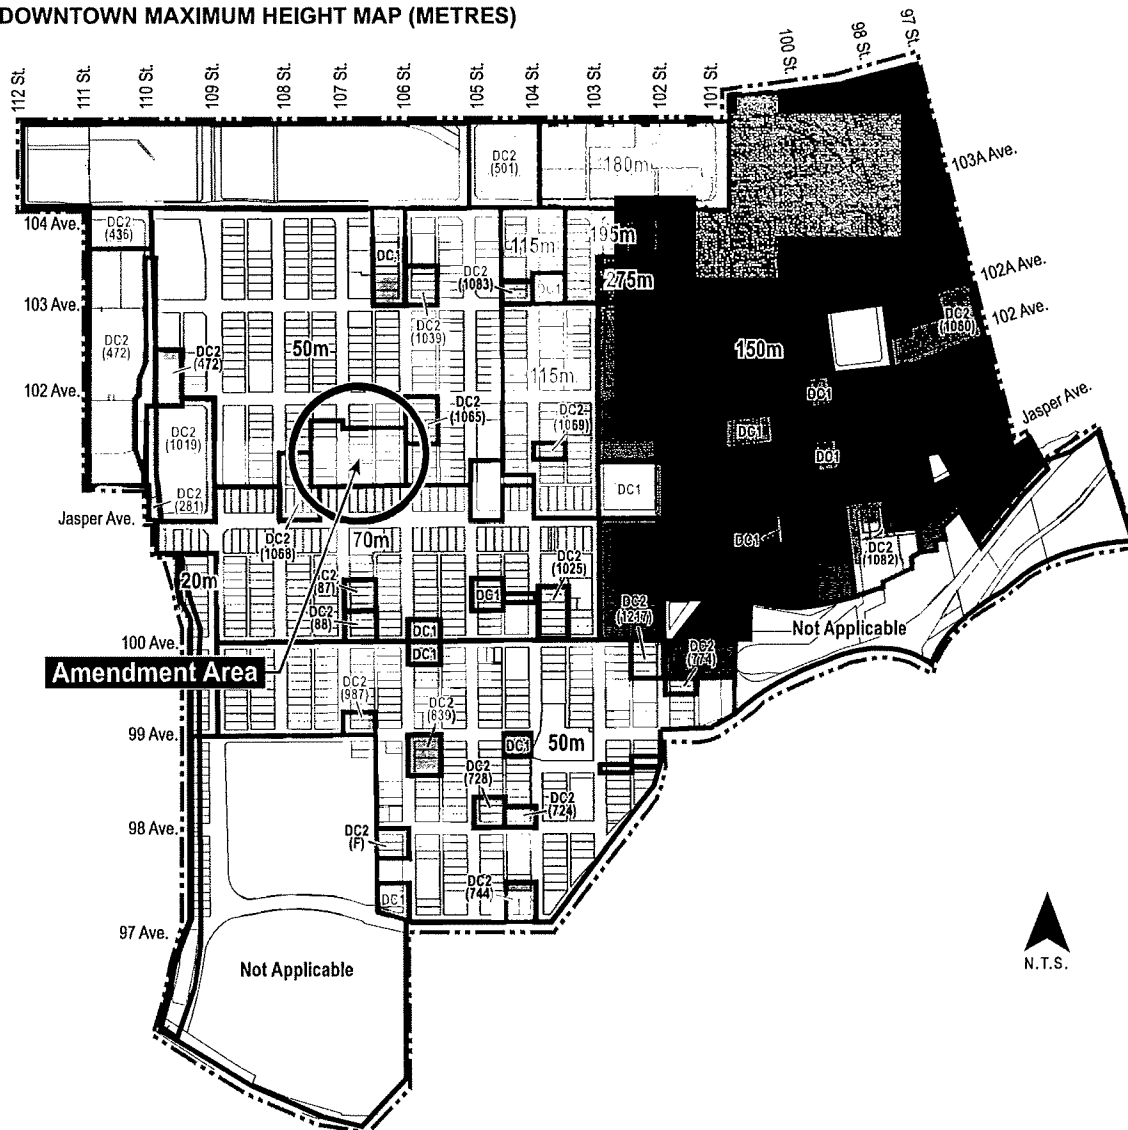 DOWNTOWN MAXIMUM HEIGHT MAP (METRES)
112 St.
111 St.
110 St.
109 St.
108 St.
107 St.
106 St.
105 St.
104 St.
103 St.
102 St.
101 St.
100 St.
98 St.
97 St.
103A Ave.
102A Ave.
102 Ave.
Jasper Ave.
DC2
(501)
180m
104 Ave.
DC2
(436)
DC1
DC2
(1083)
115m
DC1
195m
275m
103 Ave.
DC2
(472)
DC2
(472)
50m
DC2
(1039)
115m
150m
DC2
(1080)
102 Ave.
DC2
(1019)
DC2
(1065)
DC2
(1069)
DC1
DC1
DC1
DC2
(281)
DC1
Jasper Ave.
DC2
(1068)
70m
DC1
DC2
(1082)
20m
DC2
(87)
DC2
(88)
DC1
DC2
(1025)
DC2
(1217)
Not Applicable
100 Ave.
DC1
DC1
DC2
(774)
Amendment Area
DC2
(987)
DC2
(839)
99 Ave.
DC1
50m
DC2
(728)
DC2
(724)
98 Ave.
DC2
(F)
DC2
(744)
DC1
97 Ave.
Not Applicable
N.T.S.